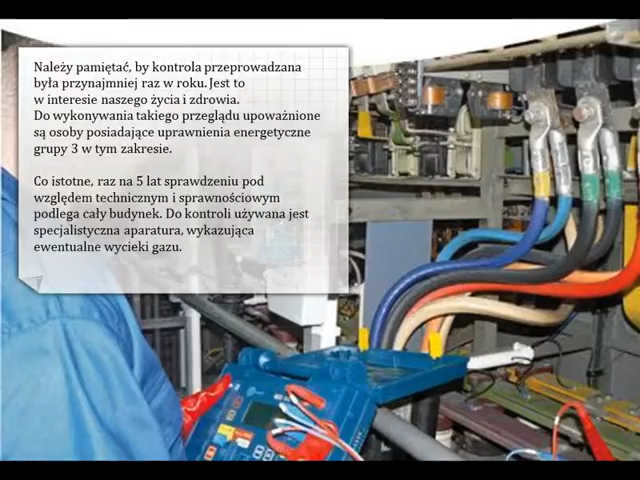 Należy pamiętać, by kontrola przeprowadzana
była przynajmniej raz w roku. Jest to
w interesie naszego życia i zdrowia.
Do wykonywania takiego przeglądu upoważnione
są osoby posiadające uprawnienia energetyczne
grupy 3 w tym zakresie.
Co istotne, raz na 5 lat sprawdzeniu pod
względem technicznym i sprawnościowym
podlega cały budynek. Do kontroli używana jest
specjalistyczna aparatura, wykazująca
ewentualne wycieki gazu.